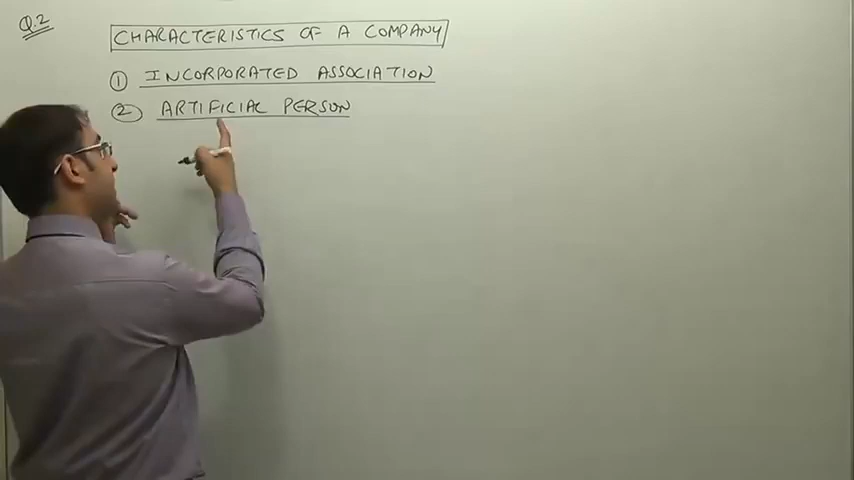 Q.2
CHARACTERISTICS OF A COMPANY
① INCORPORATED ASSOCIATION
② ARTIFICIAL PERSON